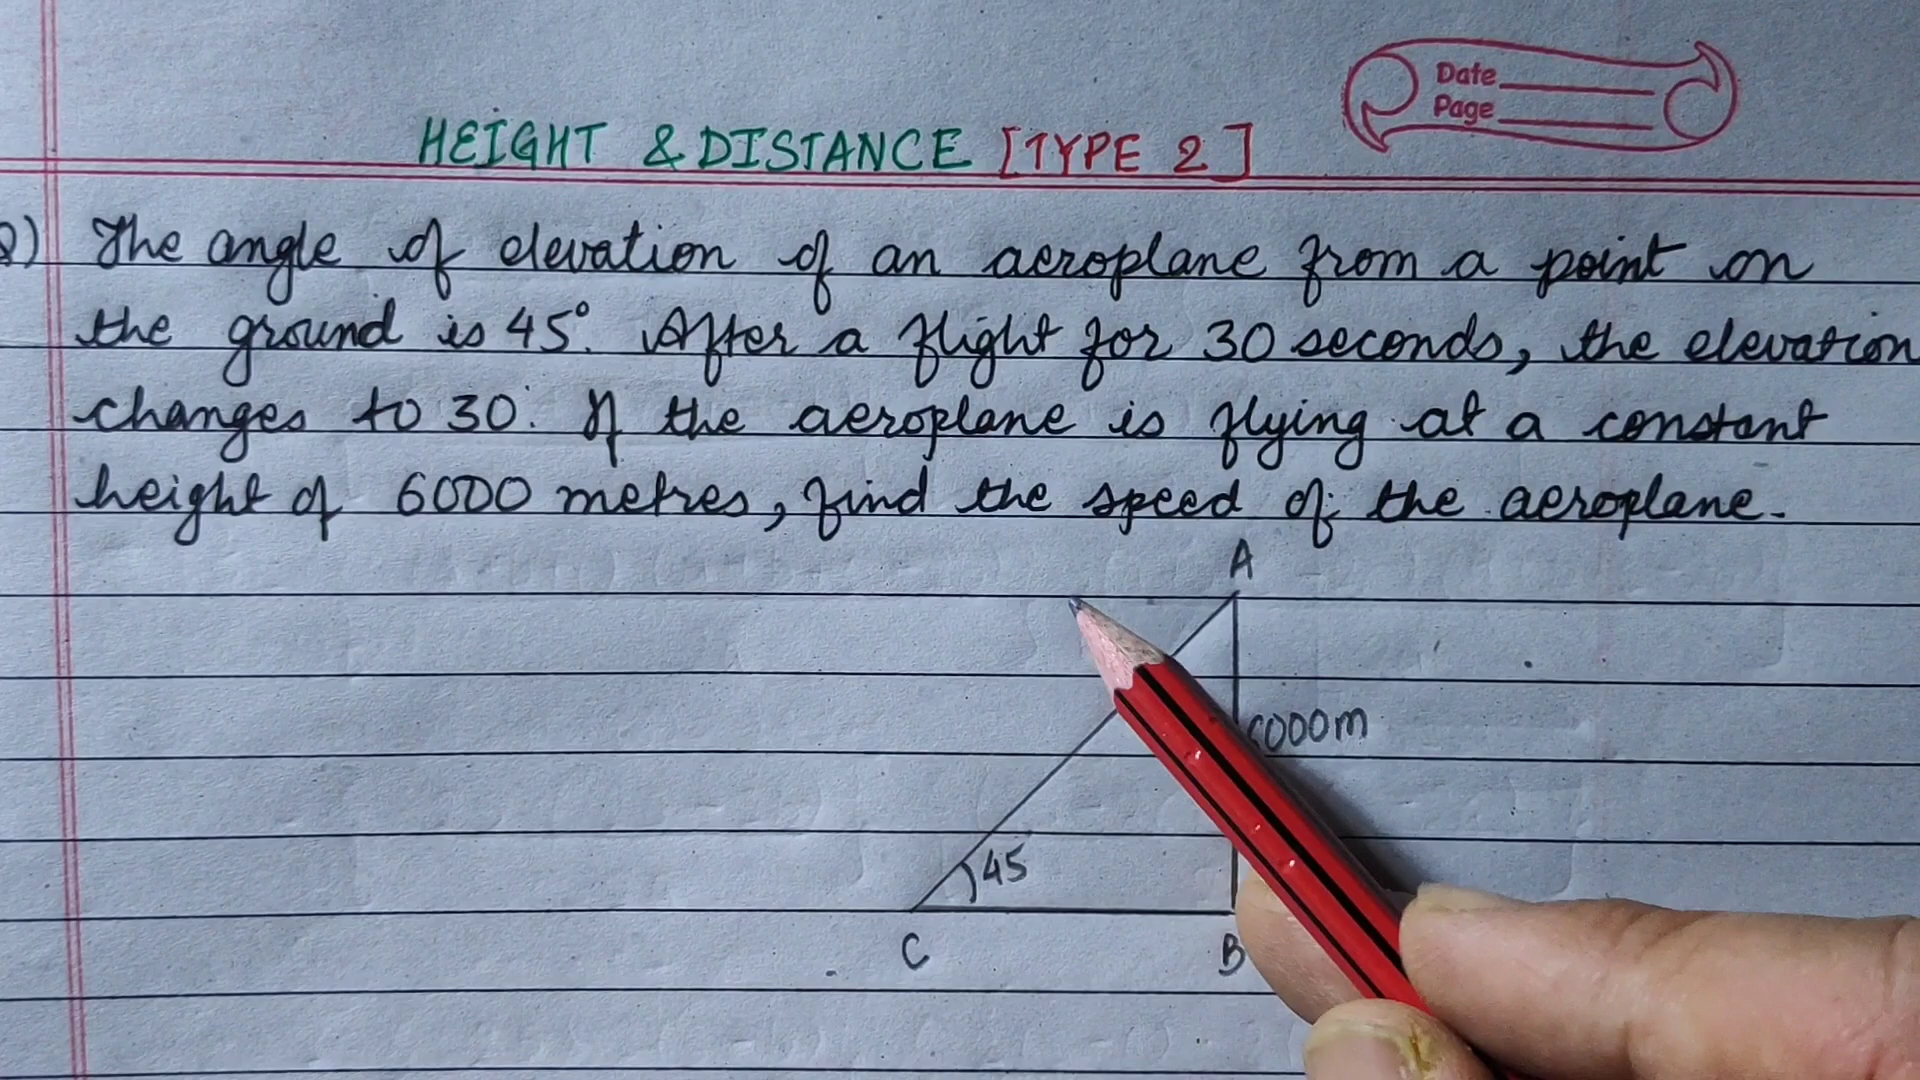 Date
Page
HEIGHT & DISTANCE [TYPE 2]
The angle of elevation of an aeroplane from a point on
the ground is 45°. After a flight for 30 seconds, the elevation
changes to 30°. If the aeroplane is flying at a constant
height of 6000 metres, find the speed of the aeroplane.
A
000m
45
C
B